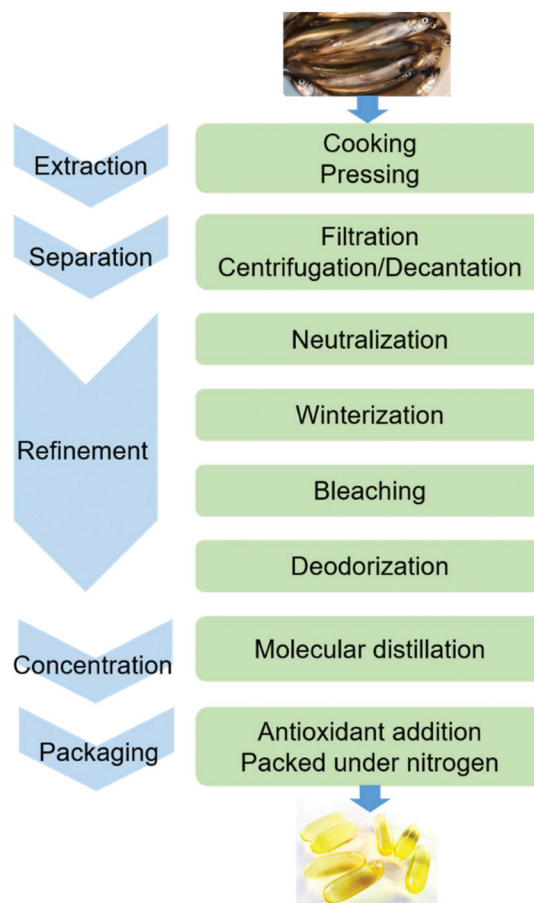 Extraction
Cooking
Pressing
Separation
Filtration
Centrifugation/Decantation
Refinement
Neutralization
Winterization
Bleaching
Deodorization
Concentration
Molecular distillation
Packaging
Antioxidant addition
Packed under nitrogen